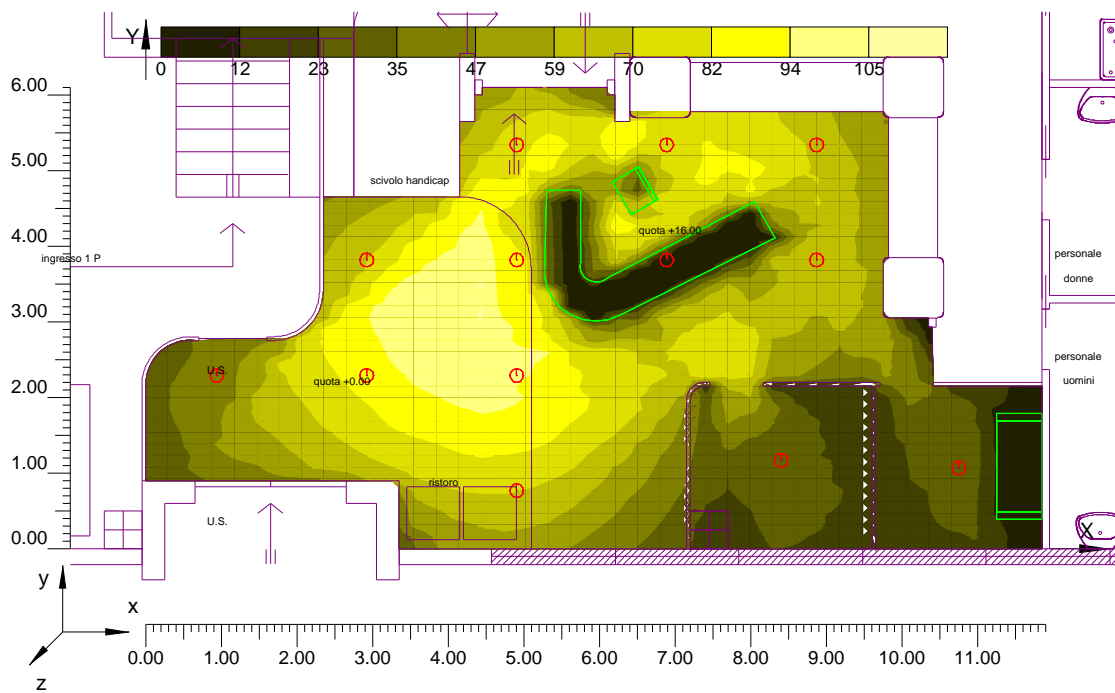 Y
0 12 23 35 47 59 70 82 94 105
6.00
5.00
scivolo handicap
4.00
quota +16.00
ingresso 1 P
personale
donne
3.00
personale
uomini
U.S.
quota +0.00
2.00
1.00
ristoro
U.S.
0.00
X
y
x
z
0.00 1.00 2.00 3.00 4.00 5.00 6.00 7.00 8.00 9.00 10.00 11.00